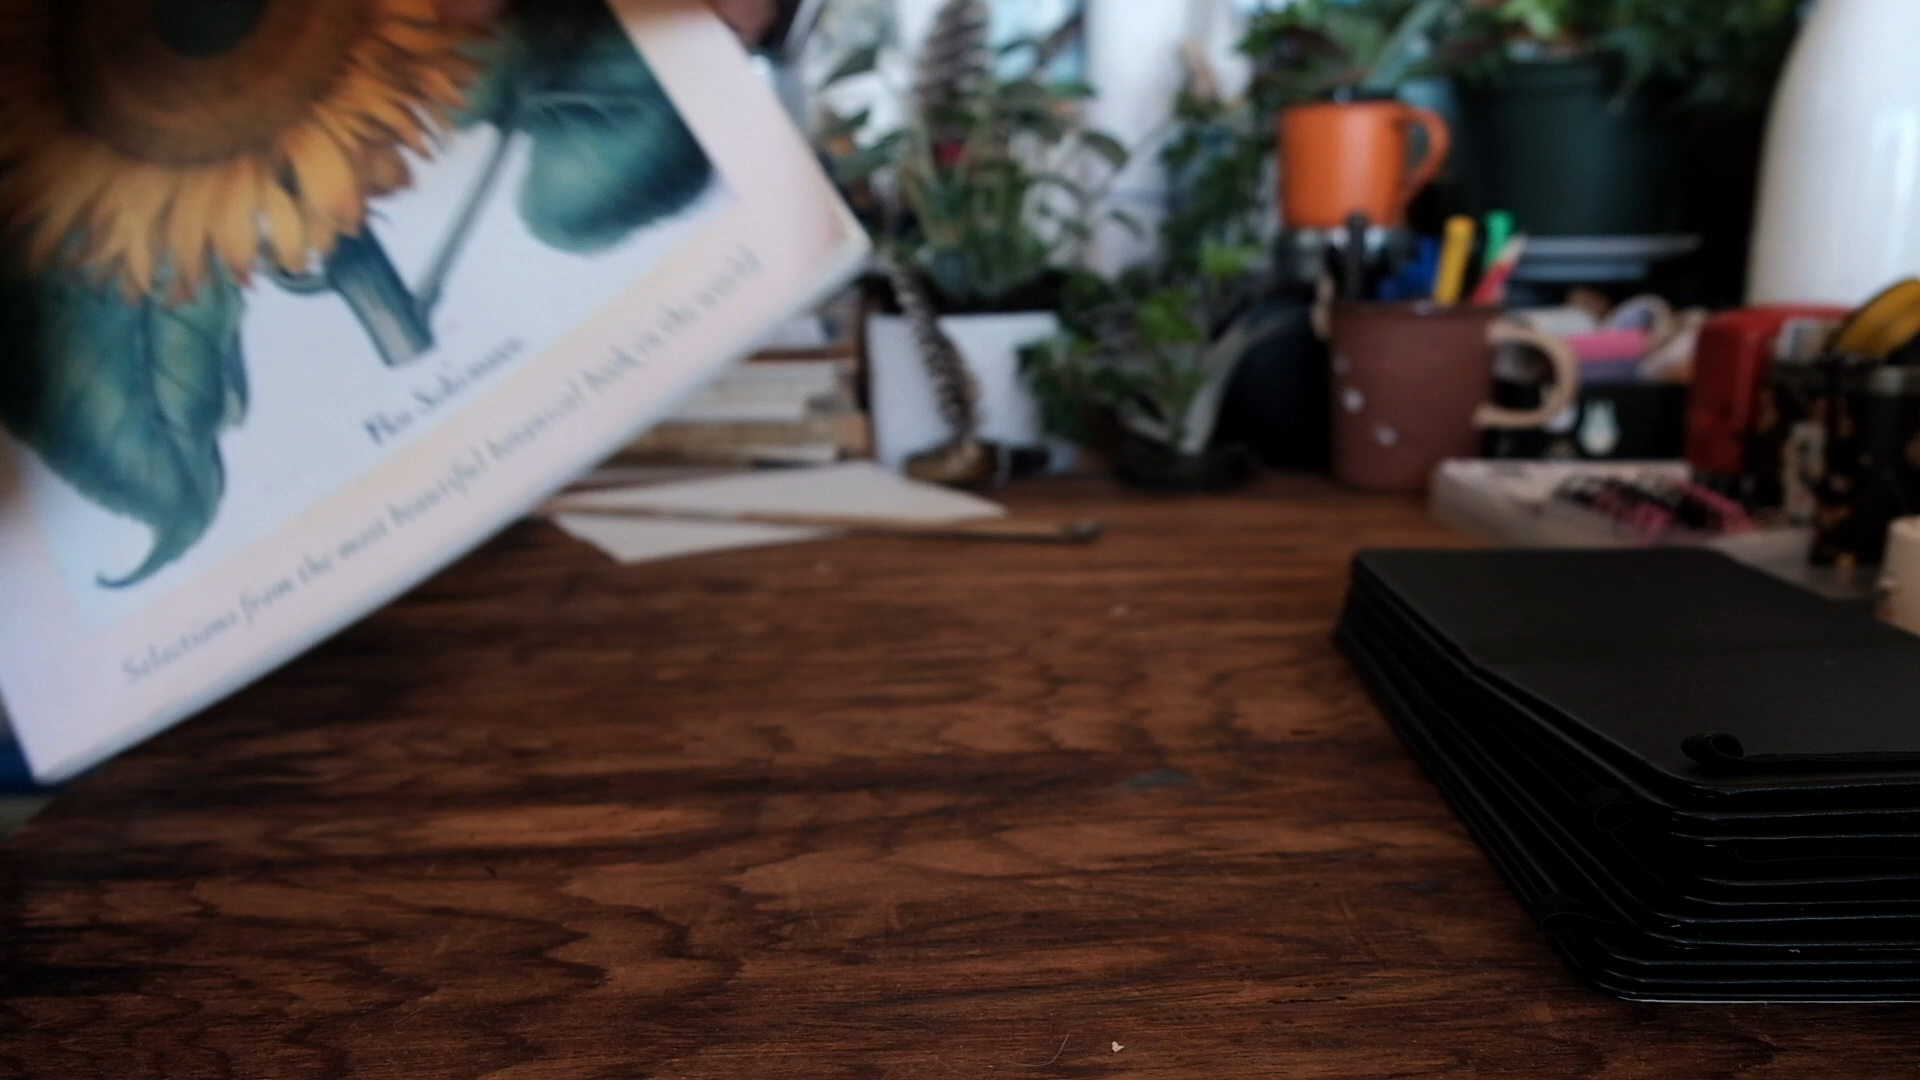 Selections from the most beautiful botanical book in the world